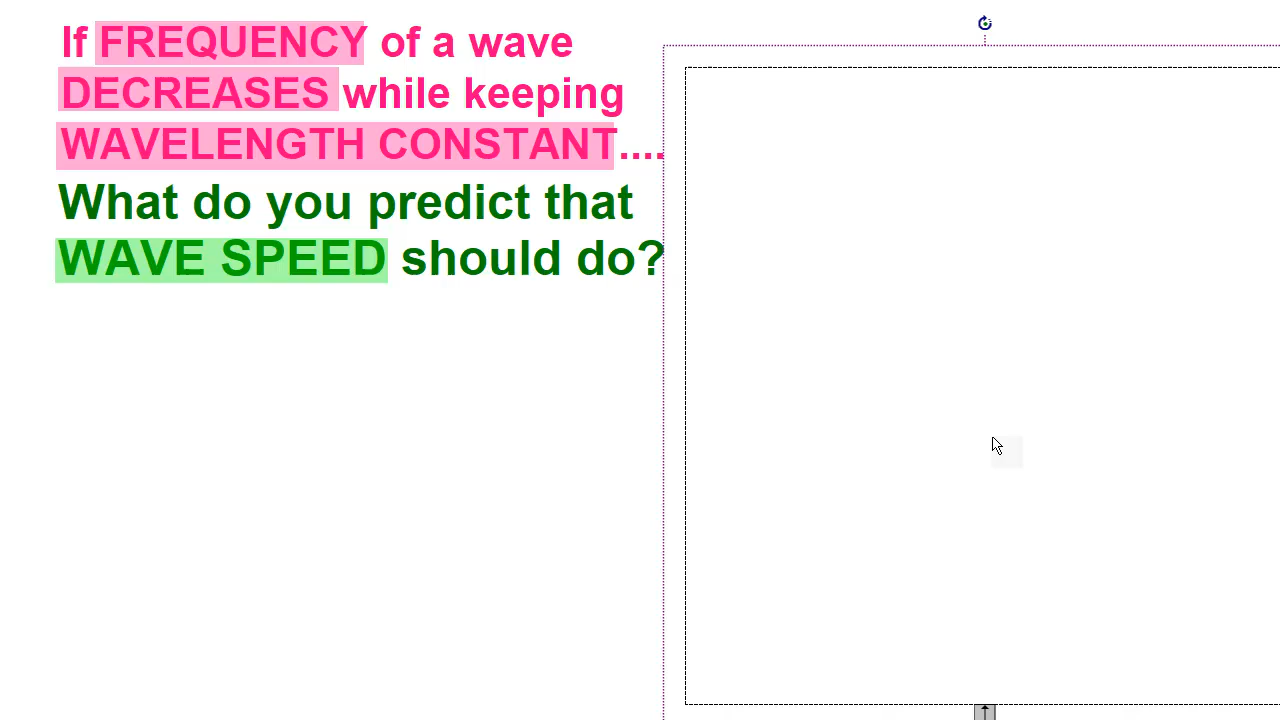 If FREQUENCY of a wave
DECREASES while keeping
WAVELENGTH CONSTANT....
What do you predict that
WAVE SPEED should do?